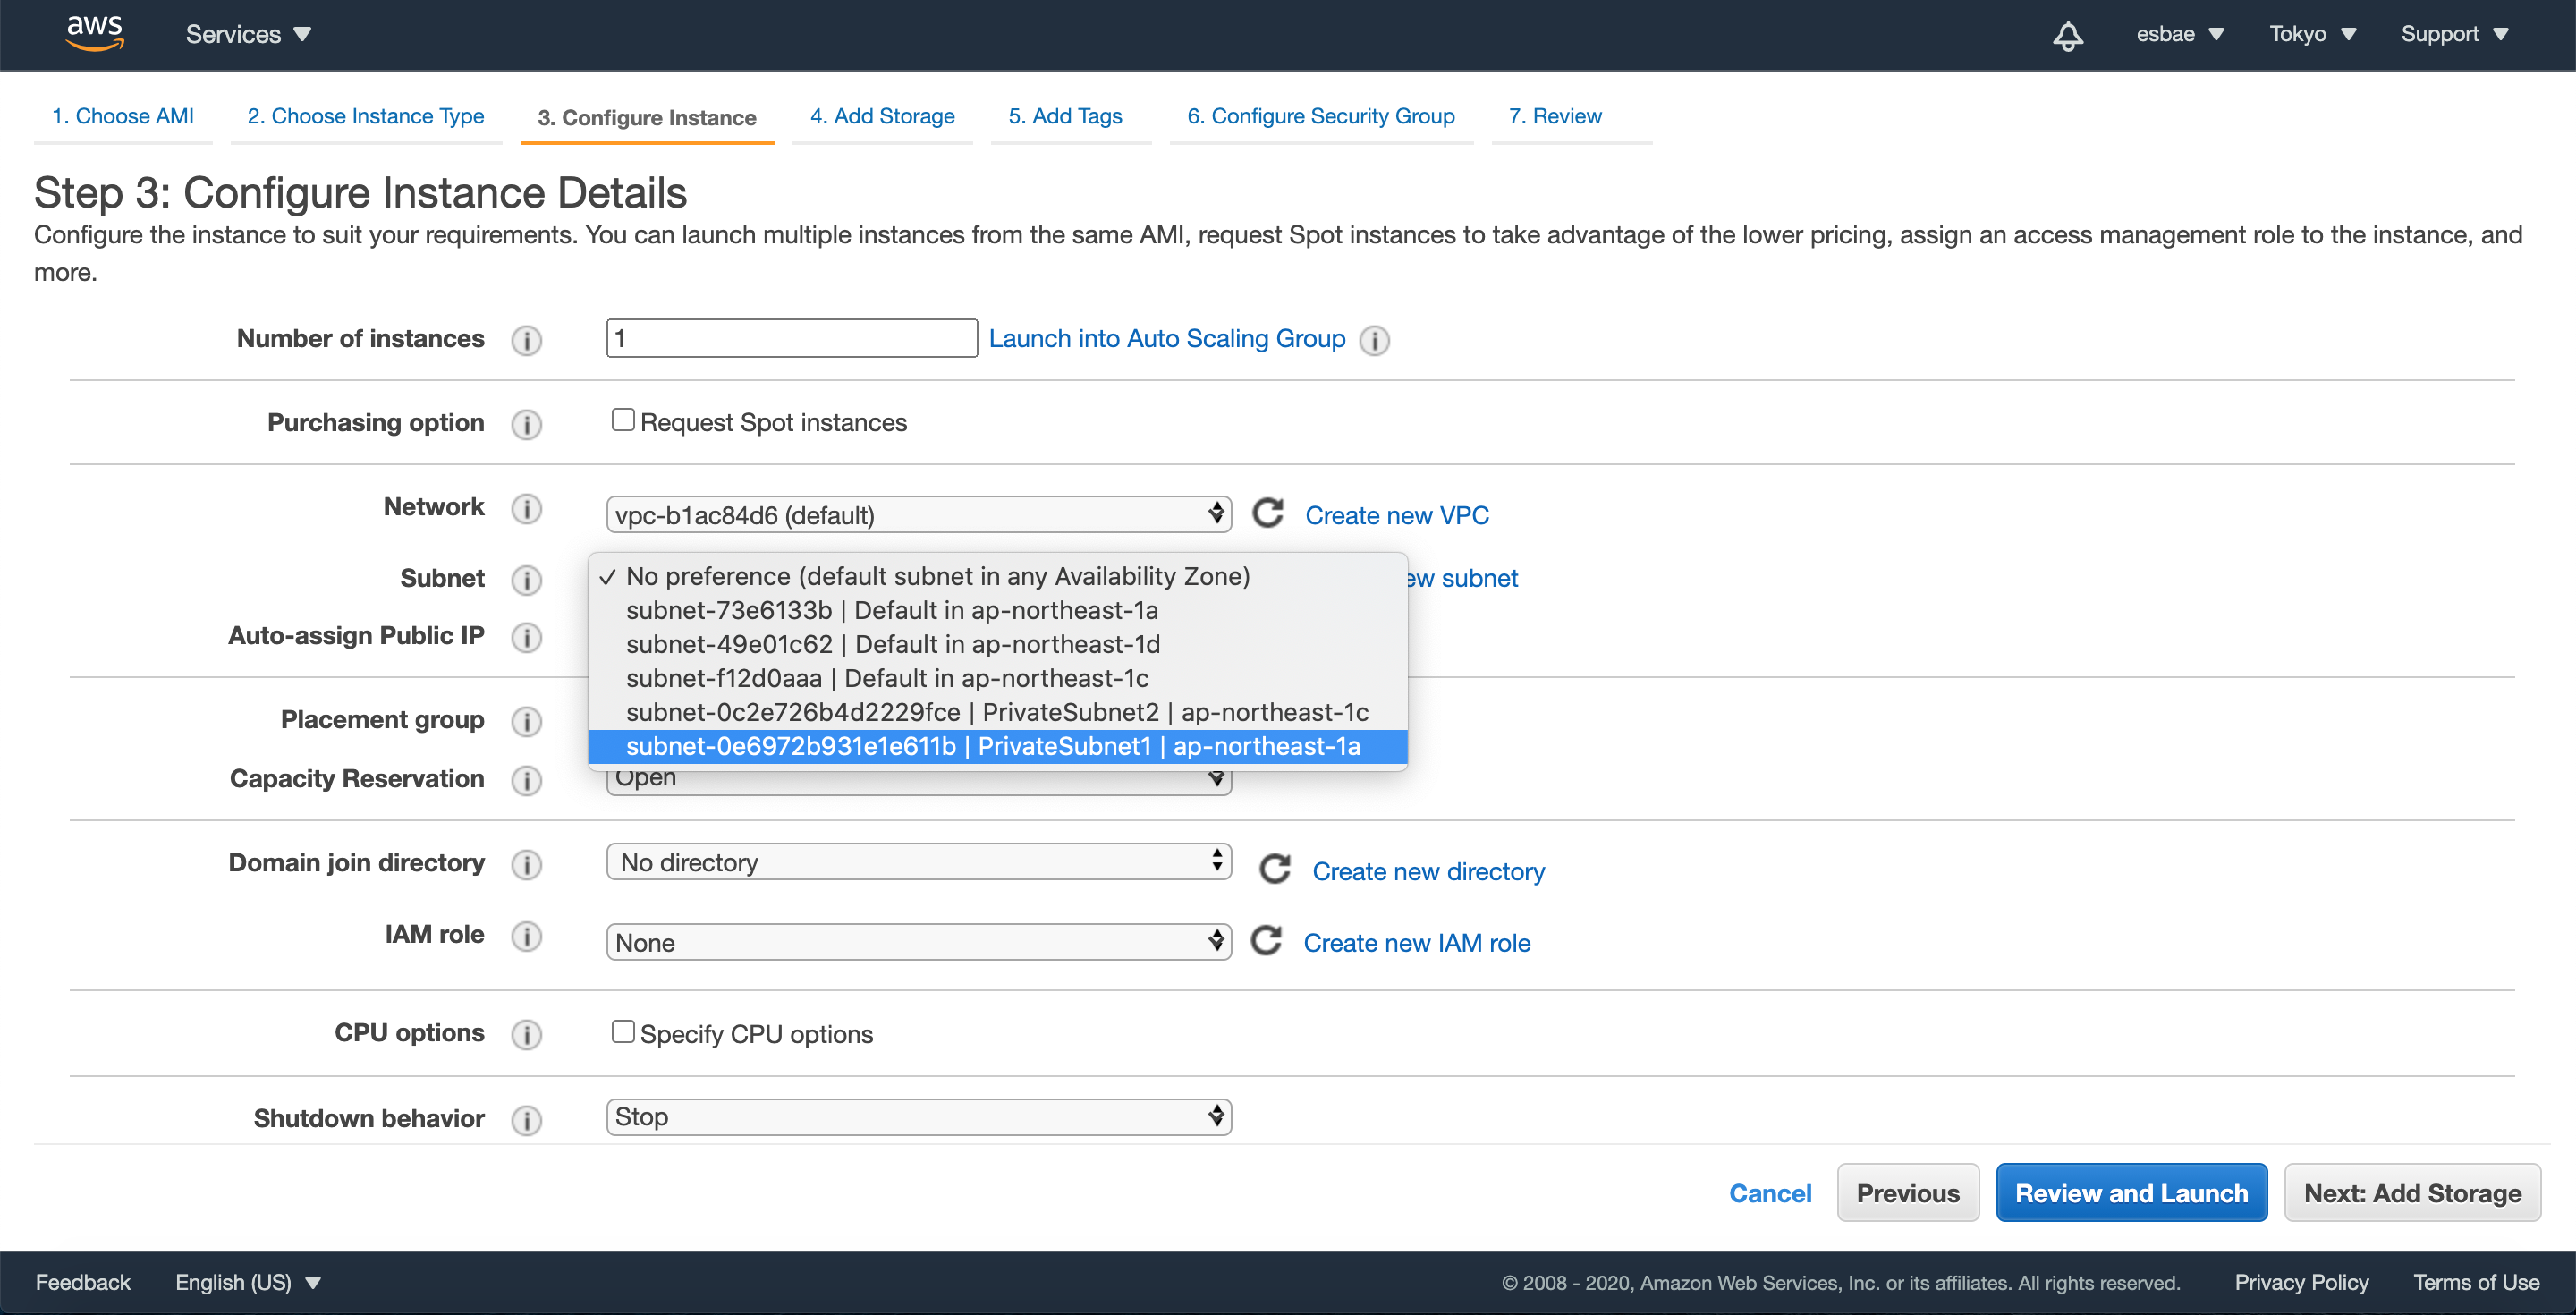 aws
Services
esbae
Tokyo
Support
1. Choose AMI
2. Choose Instance Type
3. Configure Instance
4. Add Storage
5. Add Tags
6. Configure Security Group
7. Review
Step 3: Configure Instance Details
Configure the instance to suit your requirements. You can launch multiple instances from the same AMI, request Spot instances to take advantage of the lower pricing, assign an access management role to the instance, and
more.
Number of instances
1
Launch into Auto Scaling Group
Purchasing option
Request Spot instances
Network
vpc-b1ac84d6 (default)
Create new VPC
Subnet
✓ No preference (default subnet in any Availability Zone)
ew subnet
subnet-73e6133b | Default in ap-northeast-1a
Auto-assign Public IP
subnet-49e01c62 | Default in ap-northeast-1d
subnet-f12d0aaa | Default in ap-northeast-1c
Placement group
subnet-0c2e726b4d2229fce | PrivateSubnet2 | ap-northeast-1c
subnet-0e6972b931e1e611b | PrivateSubnet1 | ap-northeast-1a
Capacity Reservation
Open
Domain join directory
No directory
Create new directory
IAM role
None
Create new IAM role
CPU options
Specify CPU options
Shutdown behavior
Stop
Cancel
Previous
Review and Launch
Next: Add Storage
Feedback
English (US)
© 2008 - 2020, Amazon Web Services, Inc. or its affiliates. All rights reserved.
Privacy Policy
Terms of Use